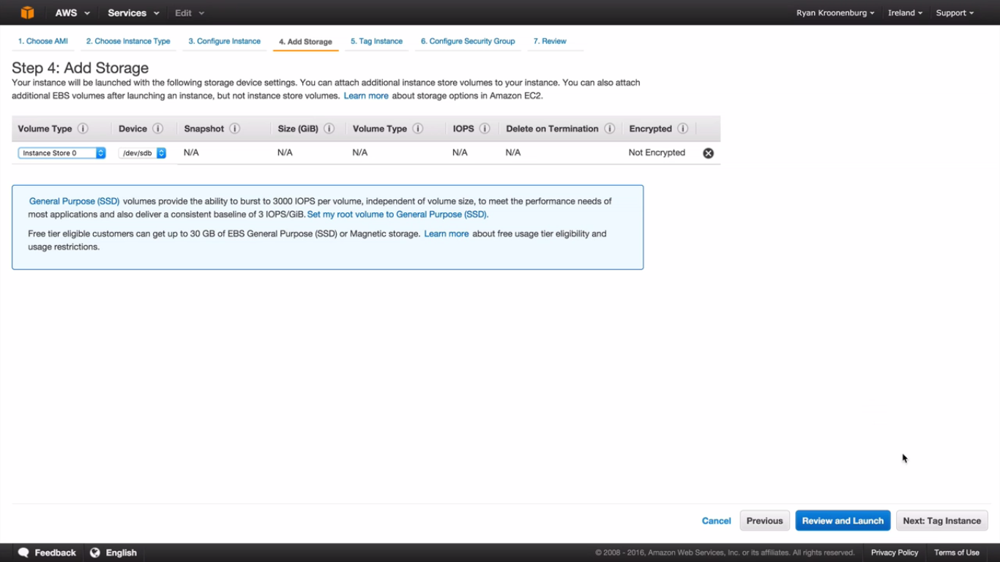 AWS Services Edit Ryan Kroonenburg Ireland Support
1. Choose AMI 2. Choose Instance Type 3. Configure Instance 4. Add Storage 5. Tag Instance 6. Configure Security Group 7. Review
Step 4: Add Storage
Your instance will be launched with the following storage device settings. You can attach additional instance store volumes to your instance. You can also attach
additional EBS volumes after launching an instance, but not instance store volumes. Learn more about storage options in Amazon EC2.
Volume Type i Device i Snapshot i Size (GiB) i Volume Type i IOPS i Delete on Termination i Encrypted i
Instance Store 0 /dev/sdb N/A N/A N/A N/A N/A Not Encrypted
General Purpose (SSD) volumes provide the ability to burst to 3000 IOPS per volume, independent of volume size, to meet the performance needs of
most applications and also deliver a consistent baseline of 3 IOPS/GiB. Set my root volume to General Purpose (SSD).
Free tier eligible customers can get up to 30 GB of EBS General Purpose (SSD) or Magnetic storage. Learn more about free usage tier eligibility and
usage restrictions.
Cancel Previous Review and Launch Next: Tag Instance
Feedback English © 2008 - 2016, Amazon Web Services, Inc. or its affiliates. All rights reserved. Privacy Policy Terms of Use